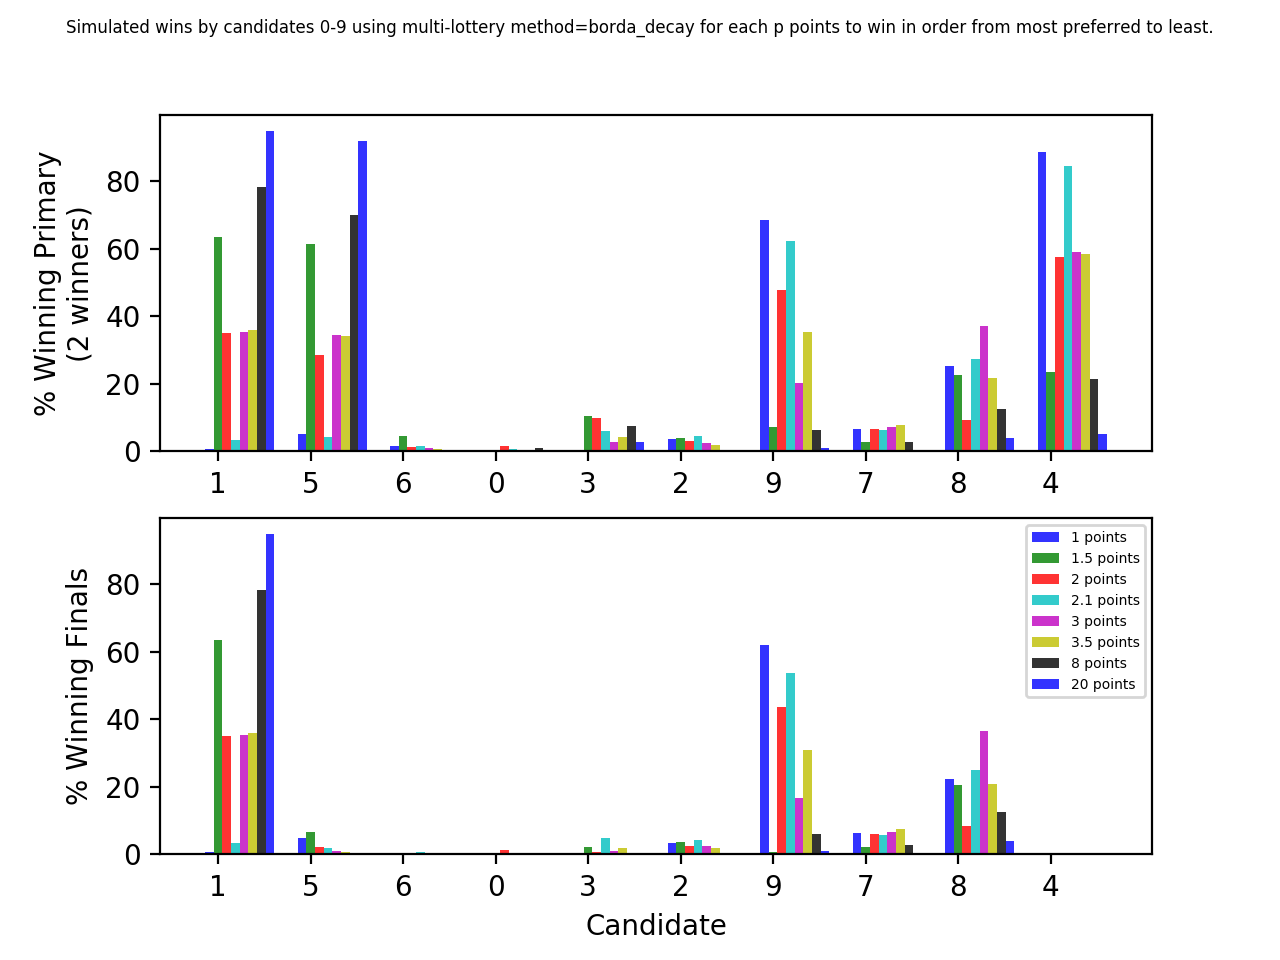 Simulated wins by candidates 0-9 using multi-lottery method=borda_decay for each p points to win in order from most preferred to least.
% Winning Primary
(2 winners)
80
60
40
20
0
1 5 6 0 3 2 9 7 8 4
% Winning Finals
80
60
40
20
0
1 points
1.5 points
2 points
2.1 points
3 points
3.5 points
8 points
20 points
1 5 6 0 3 2 9 7 8 4
Candidate